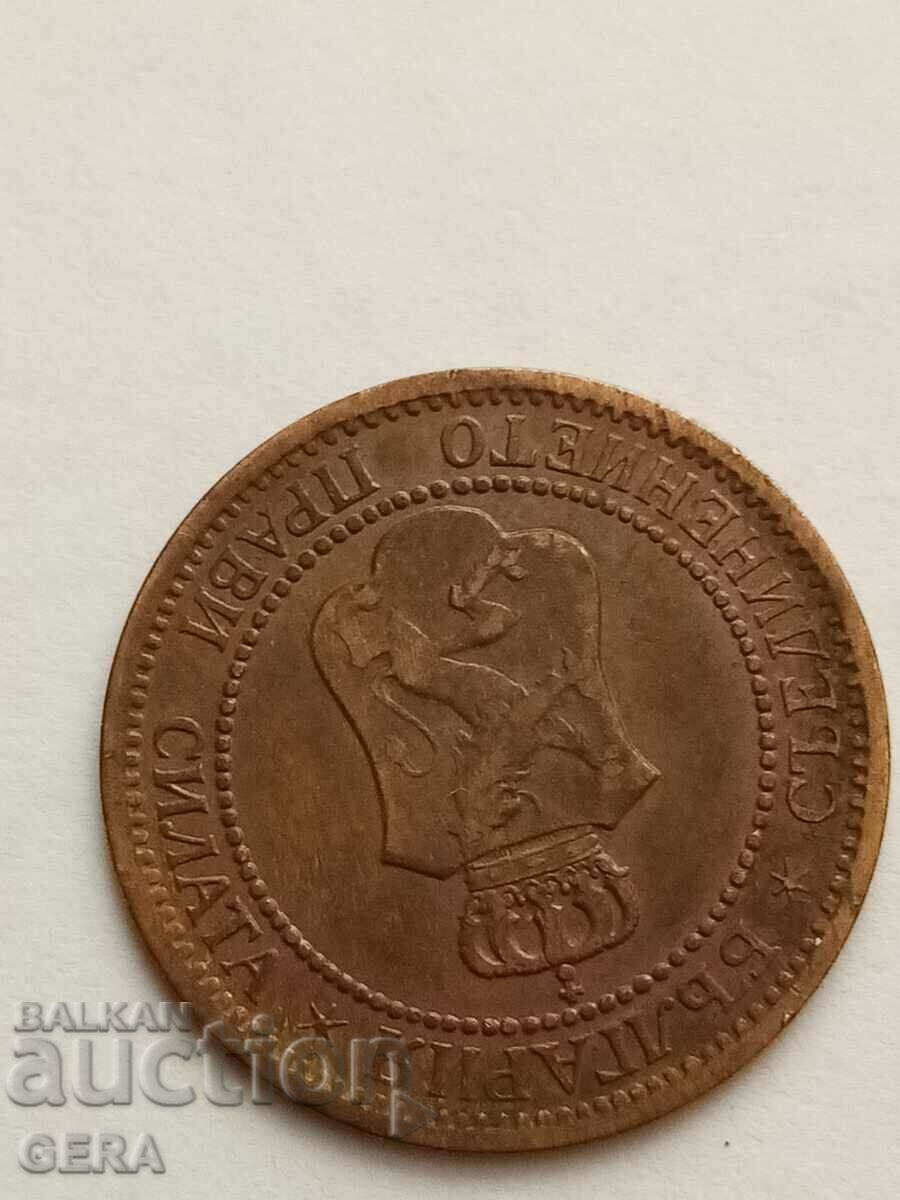 БЪЛГАРИЯ
СЪЕДИНЕНИЕТО ПРАВИ СИЛАТА
BALKAN
auction
GERA